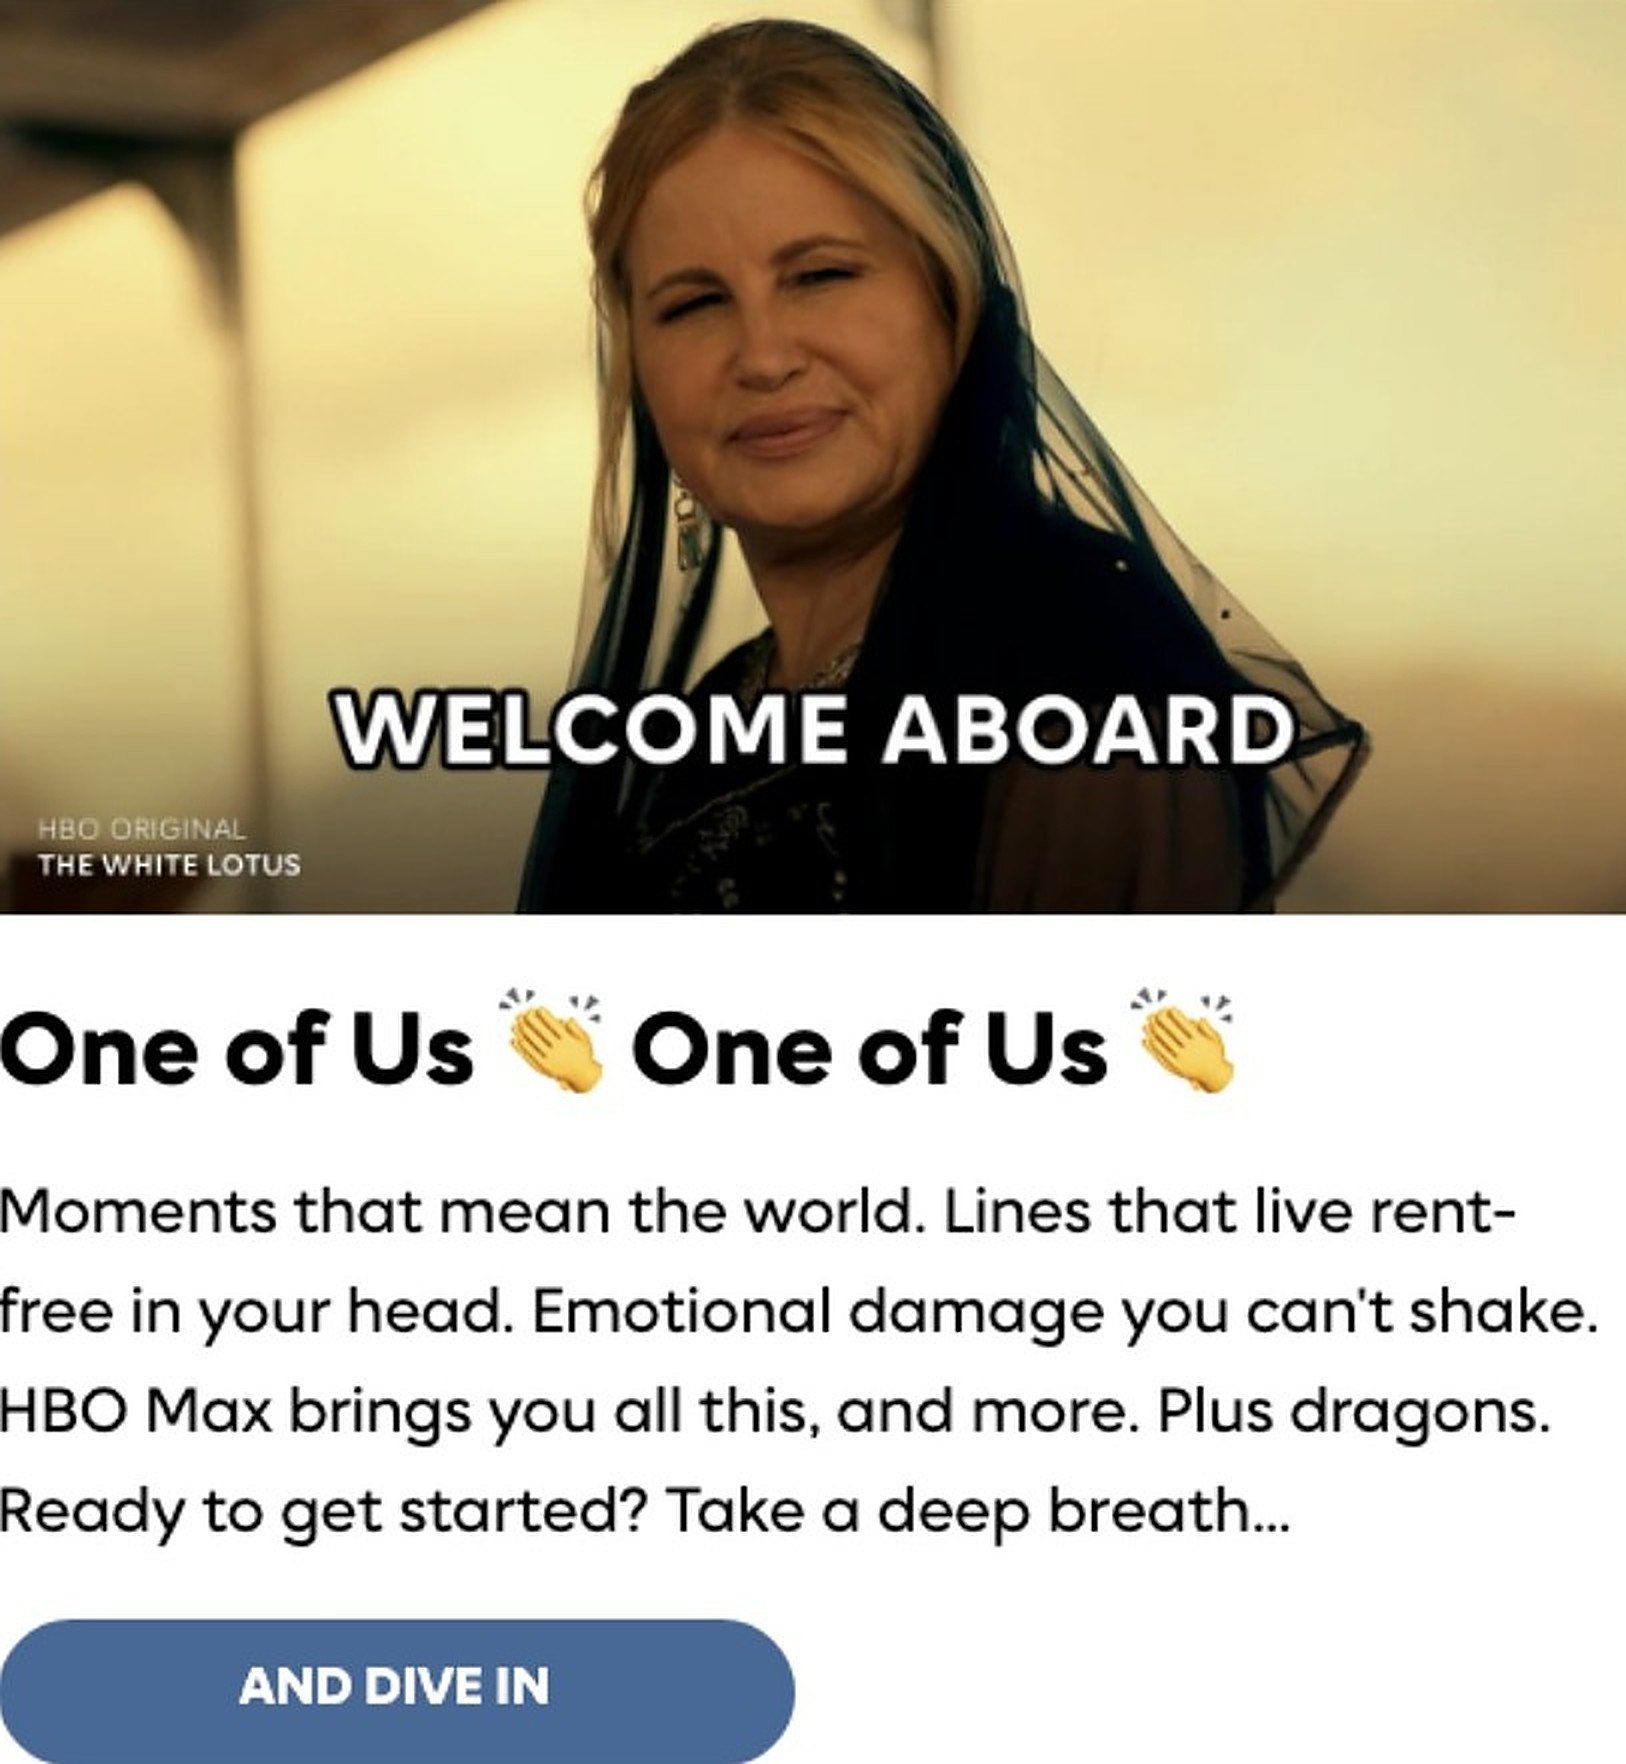 WELCOME ABOARD
HBO ORIGINAL
THE WHITE LOTUS
One of Us 👏 One of Us 👏
Moments that mean the world. Lines that live rent-
free in your head. Emotional damage you can't shake.
HBO Max brings you all this, and more. Plus dragons.
Ready to get started? Take a deep breath...
AND DIVE IN